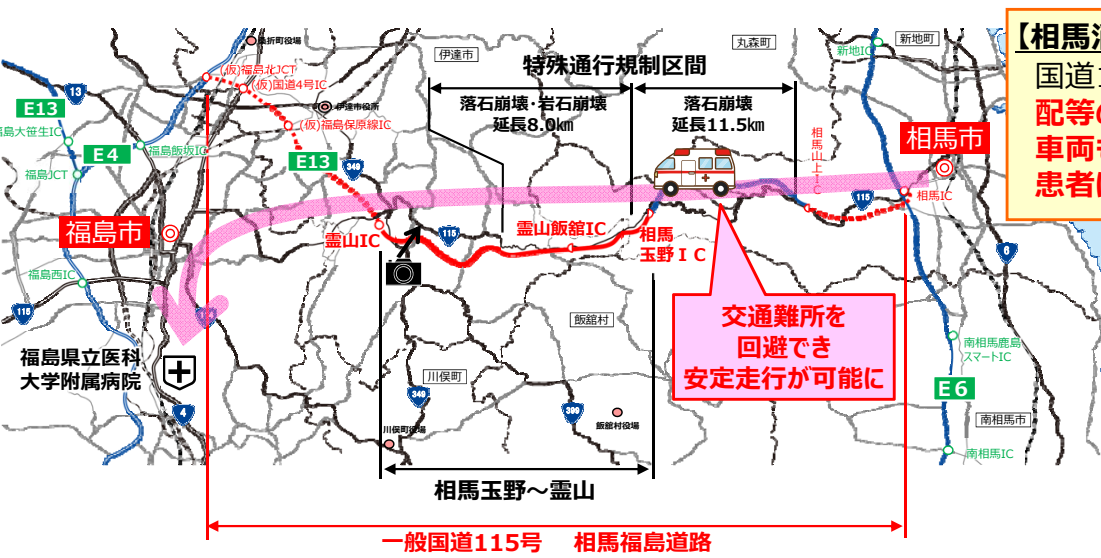 桑折町役場
伊達市
丸森町
新地IC
新地町
【相馬
国道
配等の
車両
患者
特殊通行規制区間
落石崩壊・岩石崩壊
延長8.0km
落石崩壊
延長11.5km
(仮)福島北JCT
(仮)国道4号IC
伊達市役所
(仮)福島保原線IC
E13
13
福島大笹生IC
E4
福島飯坂IC
福島JCT
E13
349
相馬山上IC
相馬市
相馬IC
115
福島市
霊山IC
115
霊山飯舘IC
相馬
玉野IC
6
福島西IC
115
交通難所を
回避でき
安定走行が可能に
飯舘村
南相馬鹿島
スマートIC
福島県立医科
大学附属病院
川俣町
349
399
E6
4
川俣町役場
飯舘村役場
南相馬市
南相馬IC
相馬玉野～霊山
一般国道115号 相馬福島道路